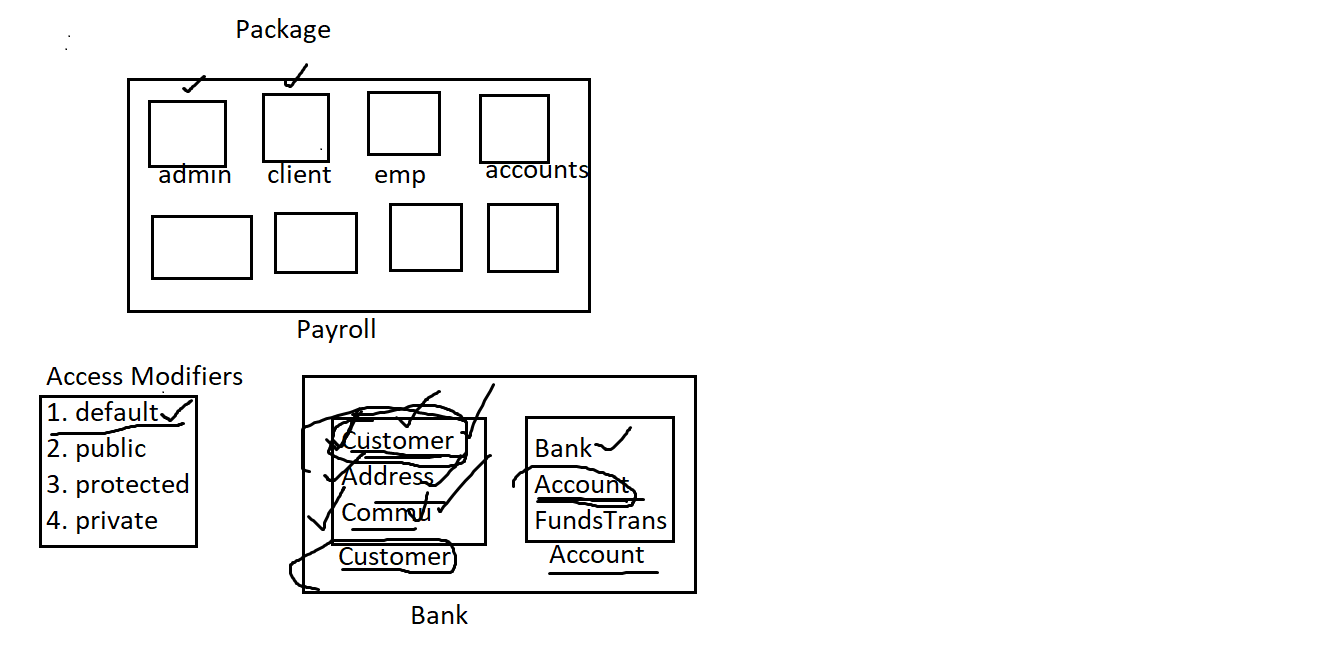 Package
admin client emp accounts
Payroll
Access Modifiers
1. default
2. public
3. protected
4. private
Customer
Address
Commu
Customer
Bank
Account
FundsTrans
Account
Bank